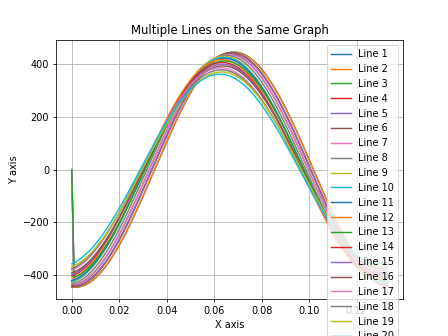 Multiple Lines on the Same Graph
400
200
0
−200
−400
Y axis
0.00
0.02
0.04
0.06
0.08
0.10
X axis
Line 1
Line 2
Line 3
Line 4
Line 5
Line 6
Line 7
Line 8
Line 9
Line 10
Line 11
Line 12
Line 13
Line 14
Line 15
Line 16
Line 17
Line 18
Line 19
Line 20